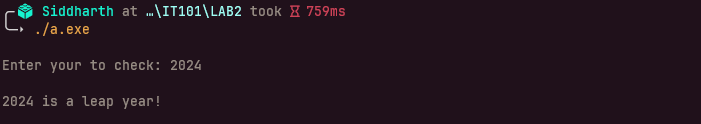 Siddharth at …\IT101\LAB2 took 759ms
./a.exe
Enter your to check: 2024
2024 is a leap year!